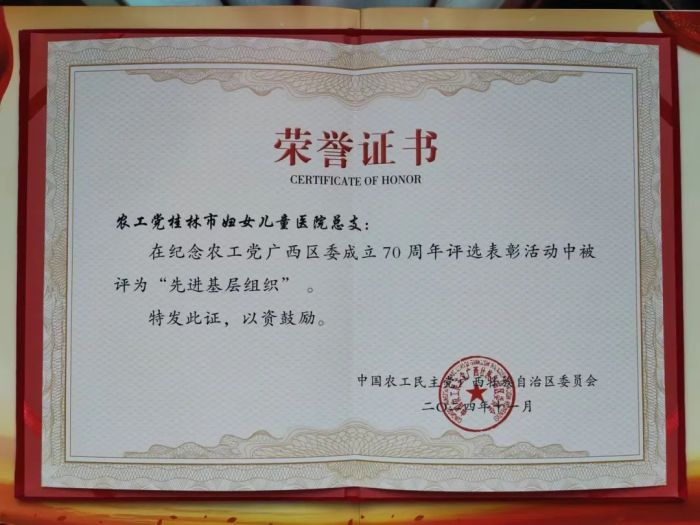 荣誉证书
CERTIFICATE OF HONOR
农工党桂林市妇女儿童医院总支：
在纪念农工党广西区委成立70周年评选表彰活动中被
评为“先进基层组织”。
特发此证，以资鼓励。
中国农工民主党广西壮族自治区委员会
二〇二四年十一月